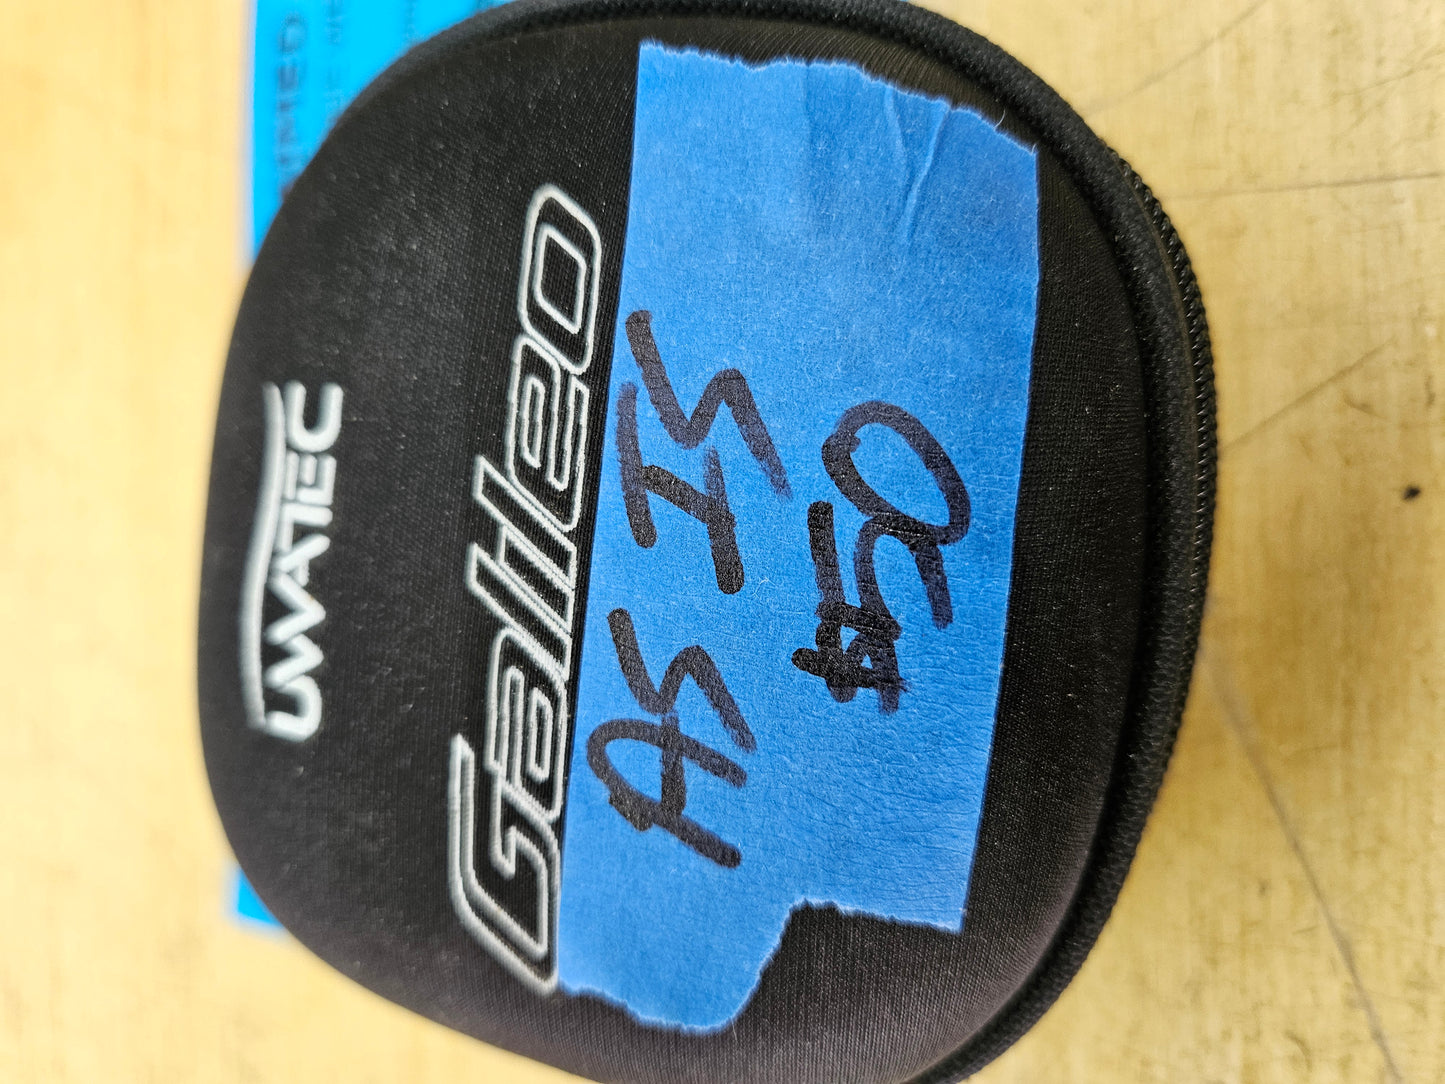 UWATEC
Galileo
AS IS
$50